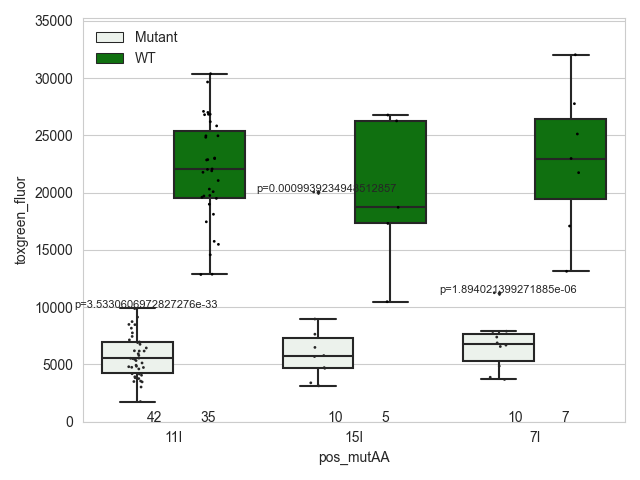 35000
30000
25000
20000
15000
10000
5000
0
toxgreen_fluor
Mutant
WT
p=3.5330606972827276e-33
p=0.0009939234948512857
p=1.894021399271885e-06
42 35 10 5 10 7
11I 15I 7I
pos_mutAA